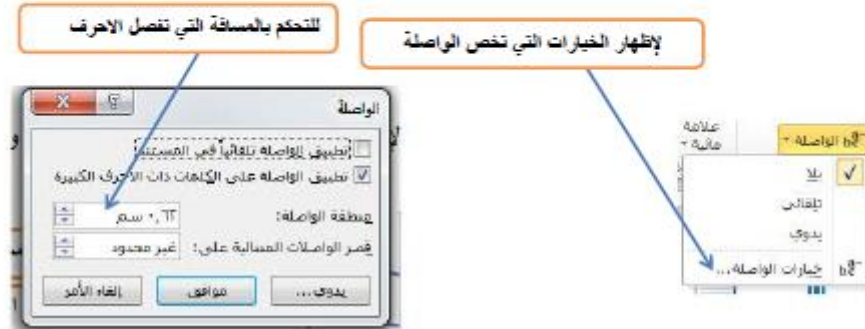 للتحكم بالمسافة التي تفصل الاحرف
لإظهار الخيارات التي تخص الواصلة
الواصلة
تطبيق الواصلة تلقائياً في المستند
تطبيق الواصلة على الكلمات ذات الأحرف الكبيرة
منطقة الواصلة: ٠,٦٣ سم
قصر الواصلات المتتالية على: غير محدود
يدوي...
موافق
إلغاء الأمر
علامة
مائية
الواصلة
بلا
تلقائي
يدوي
خيارات الواصلة...